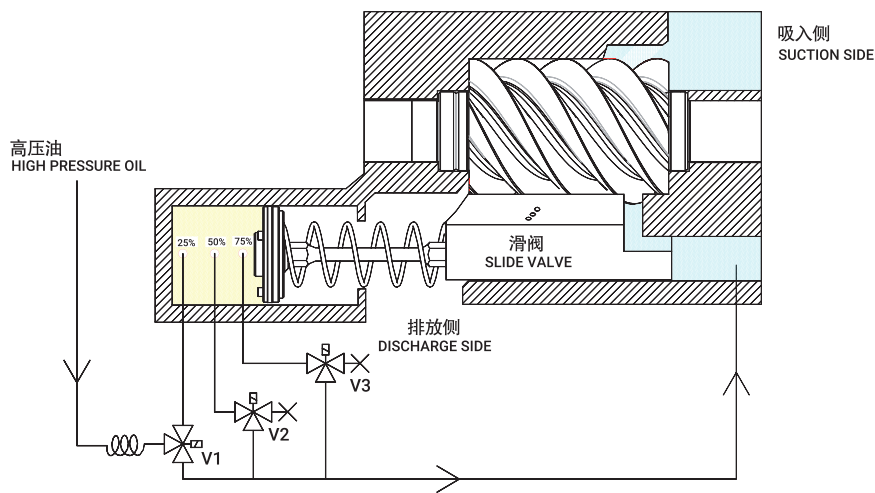 吸入侧
SUCTION SIDE
高压油
HIGH PRESSURE OIL
25%
50%
75%
滑阀
SLIDE VALVE
排放侧
DISCHARGE SIDE
V3
V2
V1